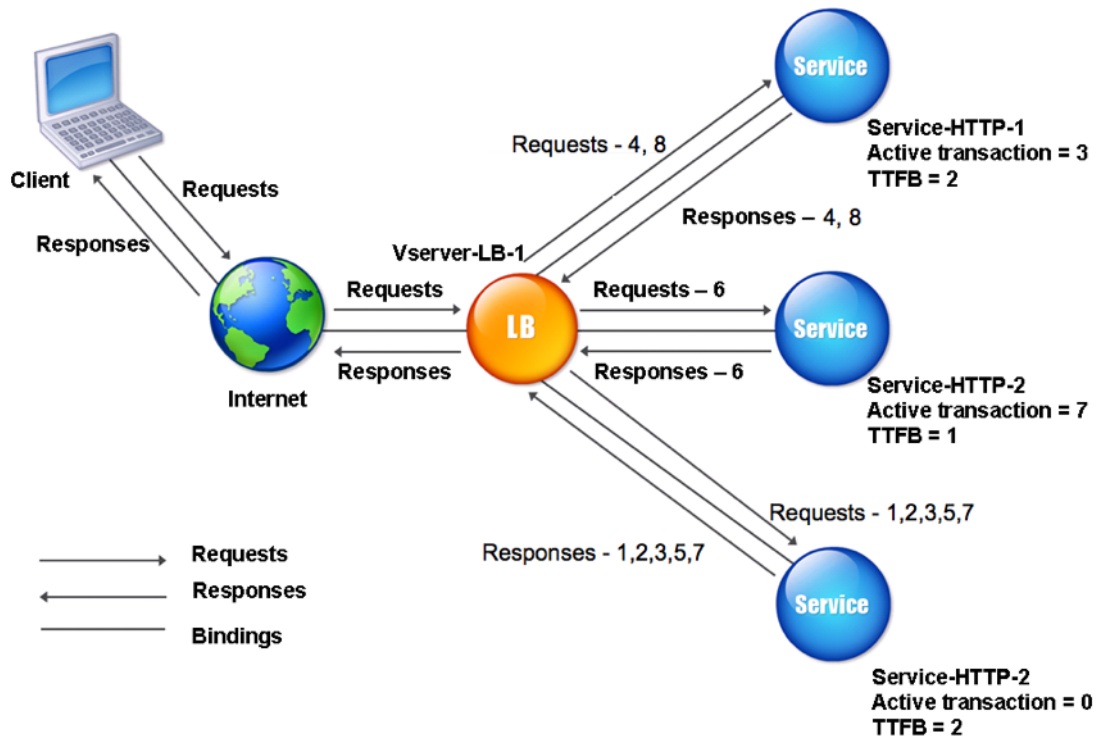 Service
Service-HTTP-1
Active transaction = 3
TTFB = 2
Requests - 4, 8
Responses – 4, 8
Client
Requests
Responses
Vserver-LB-1
Requests
LB
Responses
Internet
Requests – 6
Responses – 6
Service
Service-HTTP-2
Active transaction = 7
TTFB = 1
Requests - 1,2,3,5,7
Responses - 1,2,3,5,7
Service
Service-HTTP-2
Active transaction = 0
TTFB = 2
Requests
Responses
Bindings